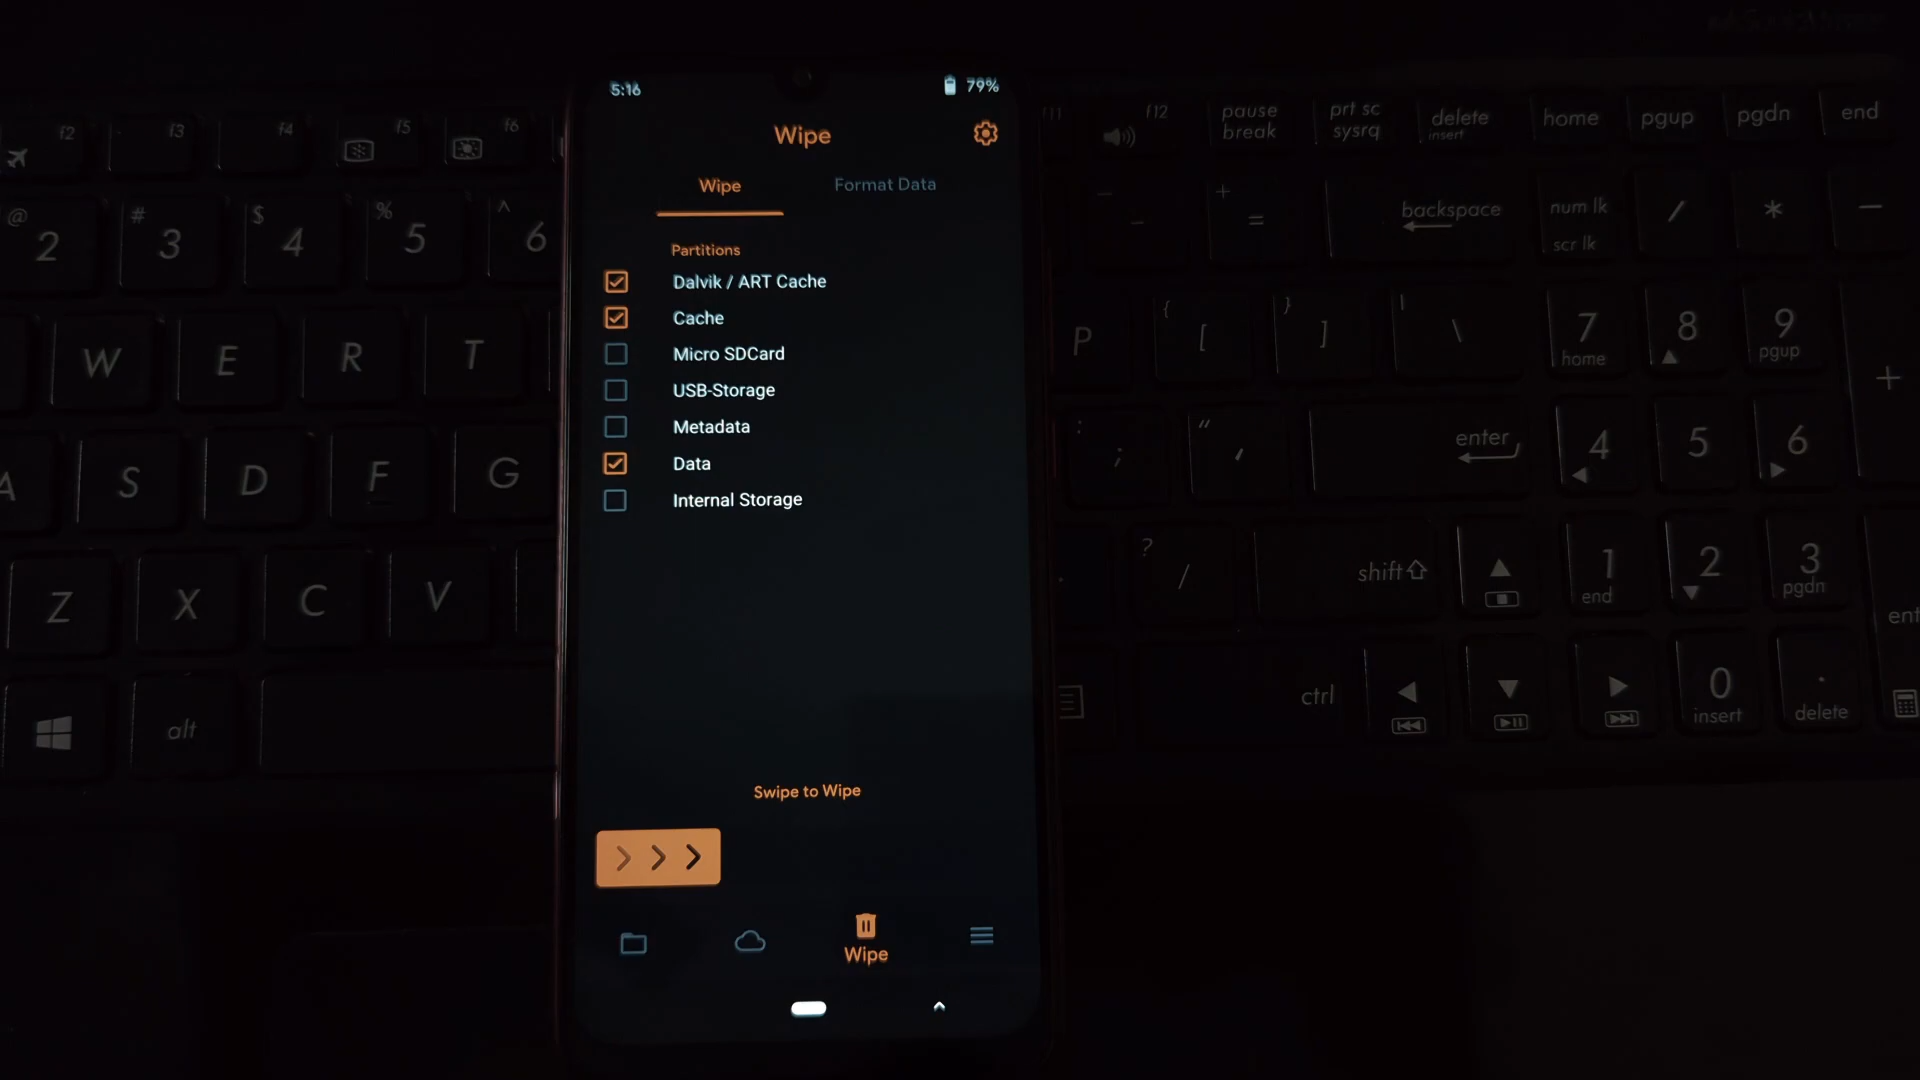 5:16
79%
Wipe
Wipe
Format Data
Partitions
Dalvik / ART Cache
Cache
Micro SDCard
USB-Storage
Metadata
Data
Internal Storage
Swipe to Wipe
Wipe
f2 f3 f4 f5 f6
@ 2 # 3 $ 4 % 5 ^ 6
W E R T
A S D F G
Z X C V
alt
f11 f12 pause break prt sc sysrq delete insert home pgup pgdn end
_ - + = backspace num lk scr lk / * -
P { [ } ] | \ 7 home 8 9 pgup +
: ; " ' enter 4 5 6
. ? / shift 1 end 2 3 pgdn
ctrl 0 insert . delete